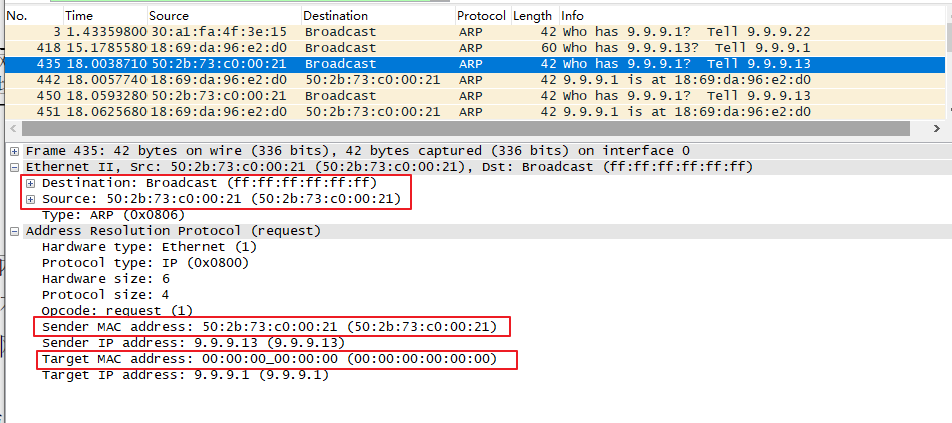 No. Time Source Destination Protocol Length Info
3 1.43359800 30:a1:fa:4f:3e:15 Broadcast ARP 42 Who has 9.9.9.1? Tell 9.9.9.22
418 15.1785580 18:69:da:96:e2:d0 Broadcast ARP 60 Who has 9.9.9.13? Tell 9.9.9.1
435 18.0038710 50:2b:73:c0:00:21 Broadcast ARP 42 Who has 9.9.9.1? Tell 9.9.9.13
442 18.0057740 18:69:da:96:e2:d0 50:2b:73:c0:00:21 ARP 42 9.9.9.1 is at 18:69:da:96:e2:d0
450 18.0593280 50:2b:73:c0:00:21 Broadcast ARP 42 Who has 9.9.9.1? Tell 9.9.9.13
451 18.0625680 18:69:da:96:e2:d0 50:2b:73:c0:00:21 ARP 42 9.9.9.1 is at 18:69:da:96:e2:d0
Frame 435: 42 bytes on wire (336 bits), 42 bytes captured (336 bits) on interface 0
Ethernet II, Src: 50:2b:73:c0:00:21 (50:2b:73:c0:00:21), Dst: Broadcast (ff:ff:ff:ff:ff:ff)
Destination: Broadcast (ff:ff:ff:ff:ff:ff)
Source: 50:2b:73:c0:00:21 (50:2b:73:c0:00:21)
Type: ARP (0x0806)
Address Resolution Protocol (request)
Hardware type: Ethernet (1)
Protocol type: IP (0x0800)
Hardware size: 6
Protocol size: 4
Opcode: request (1)
Sender MAC address: 50:2b:73:c0:00:21 (50:2b:73:c0:00:21)
Sender IP address: 9.9.9.13 (9.9.9.13)
Target MAC address: 00:00:00_00:00:00 (00:00:00:00:00:00)
Target IP address: 9.9.9.1 (9.9.9.1)